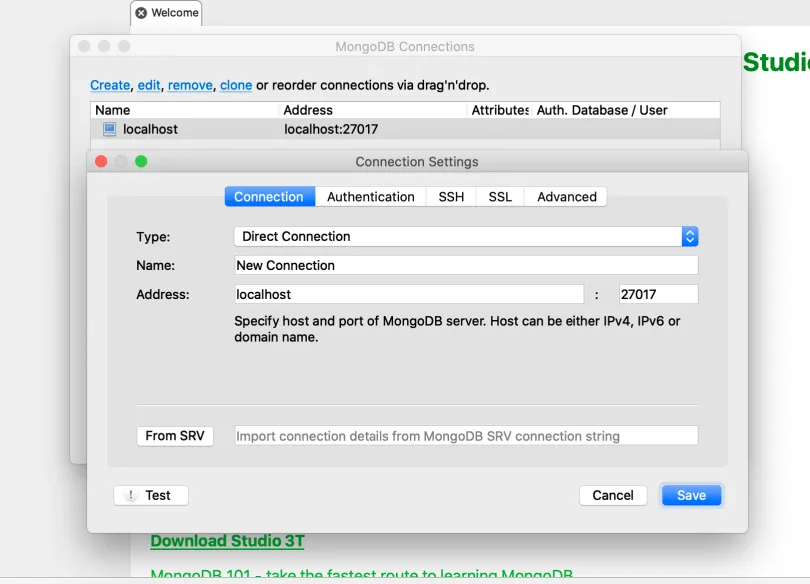 Welcome
MongoDB Connections
Studi
Create, edit, remove, clone or reorder connections via drag'n'drop.
Name Address Attributes Auth. Database / User
localhost localhost:27017
Connection Settings
Connection Authentication SSH SSL Advanced
Type: Direct Connection
Name: New Connection
Address: localhost : 27017
Specify host and port of MongoDB server. Host can be either IPv4, IPv6 or
domain name.
From SRV Import connection details from MongoDB SRV connection string
! Test Cancel Save
Download Studio 3T
MongoDB 101 - take the fastest route to learning MongoDB